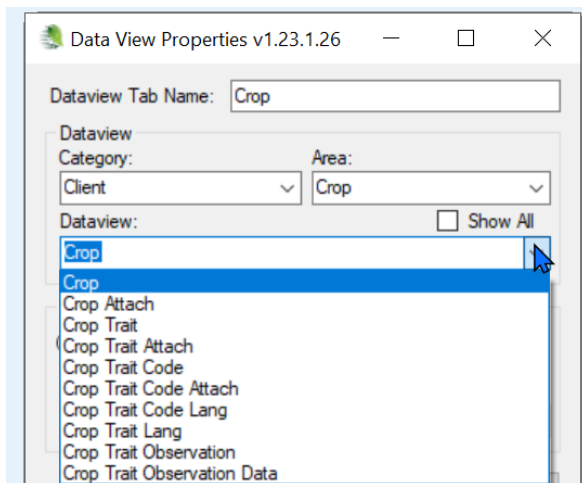 Data View Properties v1.23.1.26
Dataview Tab Name: Crop
Dataview
Category: Area:
Client Crop
Dataview: Show All
Crop
Crop
Crop Attach
Crop Trait
Crop Trait Attach
Crop Trait Code
Crop Trait Code Attach
Crop Trait Code Lang
Crop Trait Lang
Crop Trait Observation
Crop Trait Observation Data